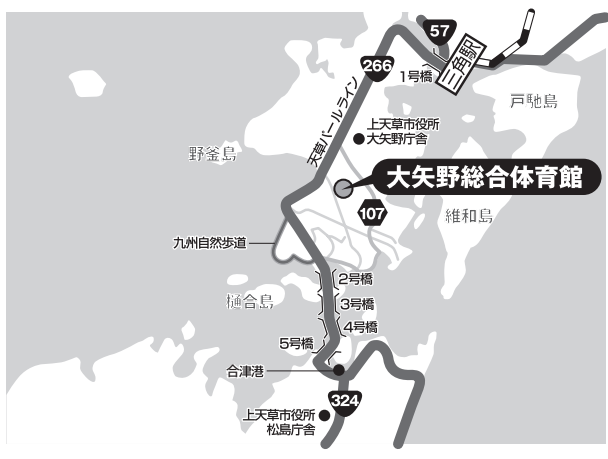 57
三角駅
266
1号橋
戸馳島
天草パールライン
上天草市役所
大矢野庁舎
野釜島
大矢野総合体育館
107
維和島
九州自然歩道
2号橋
樋合島
3号橋
4号橋
5号橋
合津港
324
上天草市役所
松島庁舎